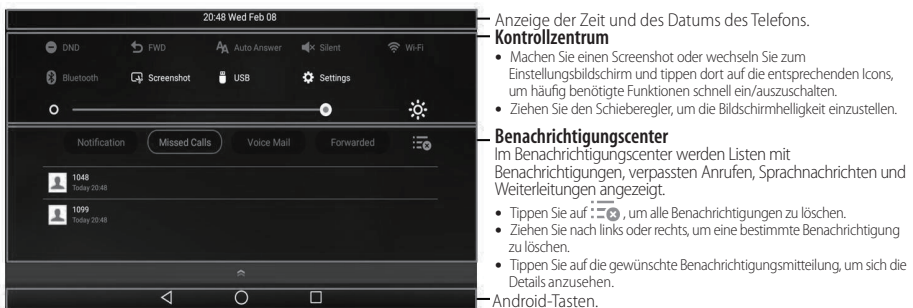 20:48 Wed Feb 08
DND FWD Auto Answer Silent Wi-Fi
Bluetooth Screenshot USB Settings
Notification Missed Calls Voice Mail Forwarded
1048
Today 20:48
1099
Today 20:48
Anzeige der Zeit und des Datums des Telefons.
Kontrollzentrum
• Machen Sie einen Screenshot oder wechseln Sie zum
Einstellungsbildschirm und tippen dort auf die entsprechenden Icons,
um häufig benötigte Funktionen schnell ein/auszuschalten.
• Ziehen Sie den Schieberegler, um die Bildschirmhelligkeit einzustellen.
Benachrichtigungscenter
Im Benachrichtigungscenter werden Listen mit
Benachrichtigungen, verpassten Anrufen, Sprachnachrichten und
Weiterleitungen angezeigt.
• Tippen Sie auf , um alle Benachrichtigungen zu löschen.
• Ziehen Sie nach links oder rechts, um eine bestimmte Benachrichtigung
zu löschen.
• Tippen Sie auf die gewünschte Benachrichtigungsmitteilung, um sich die
Details anzusehen.
Android-Tasten.